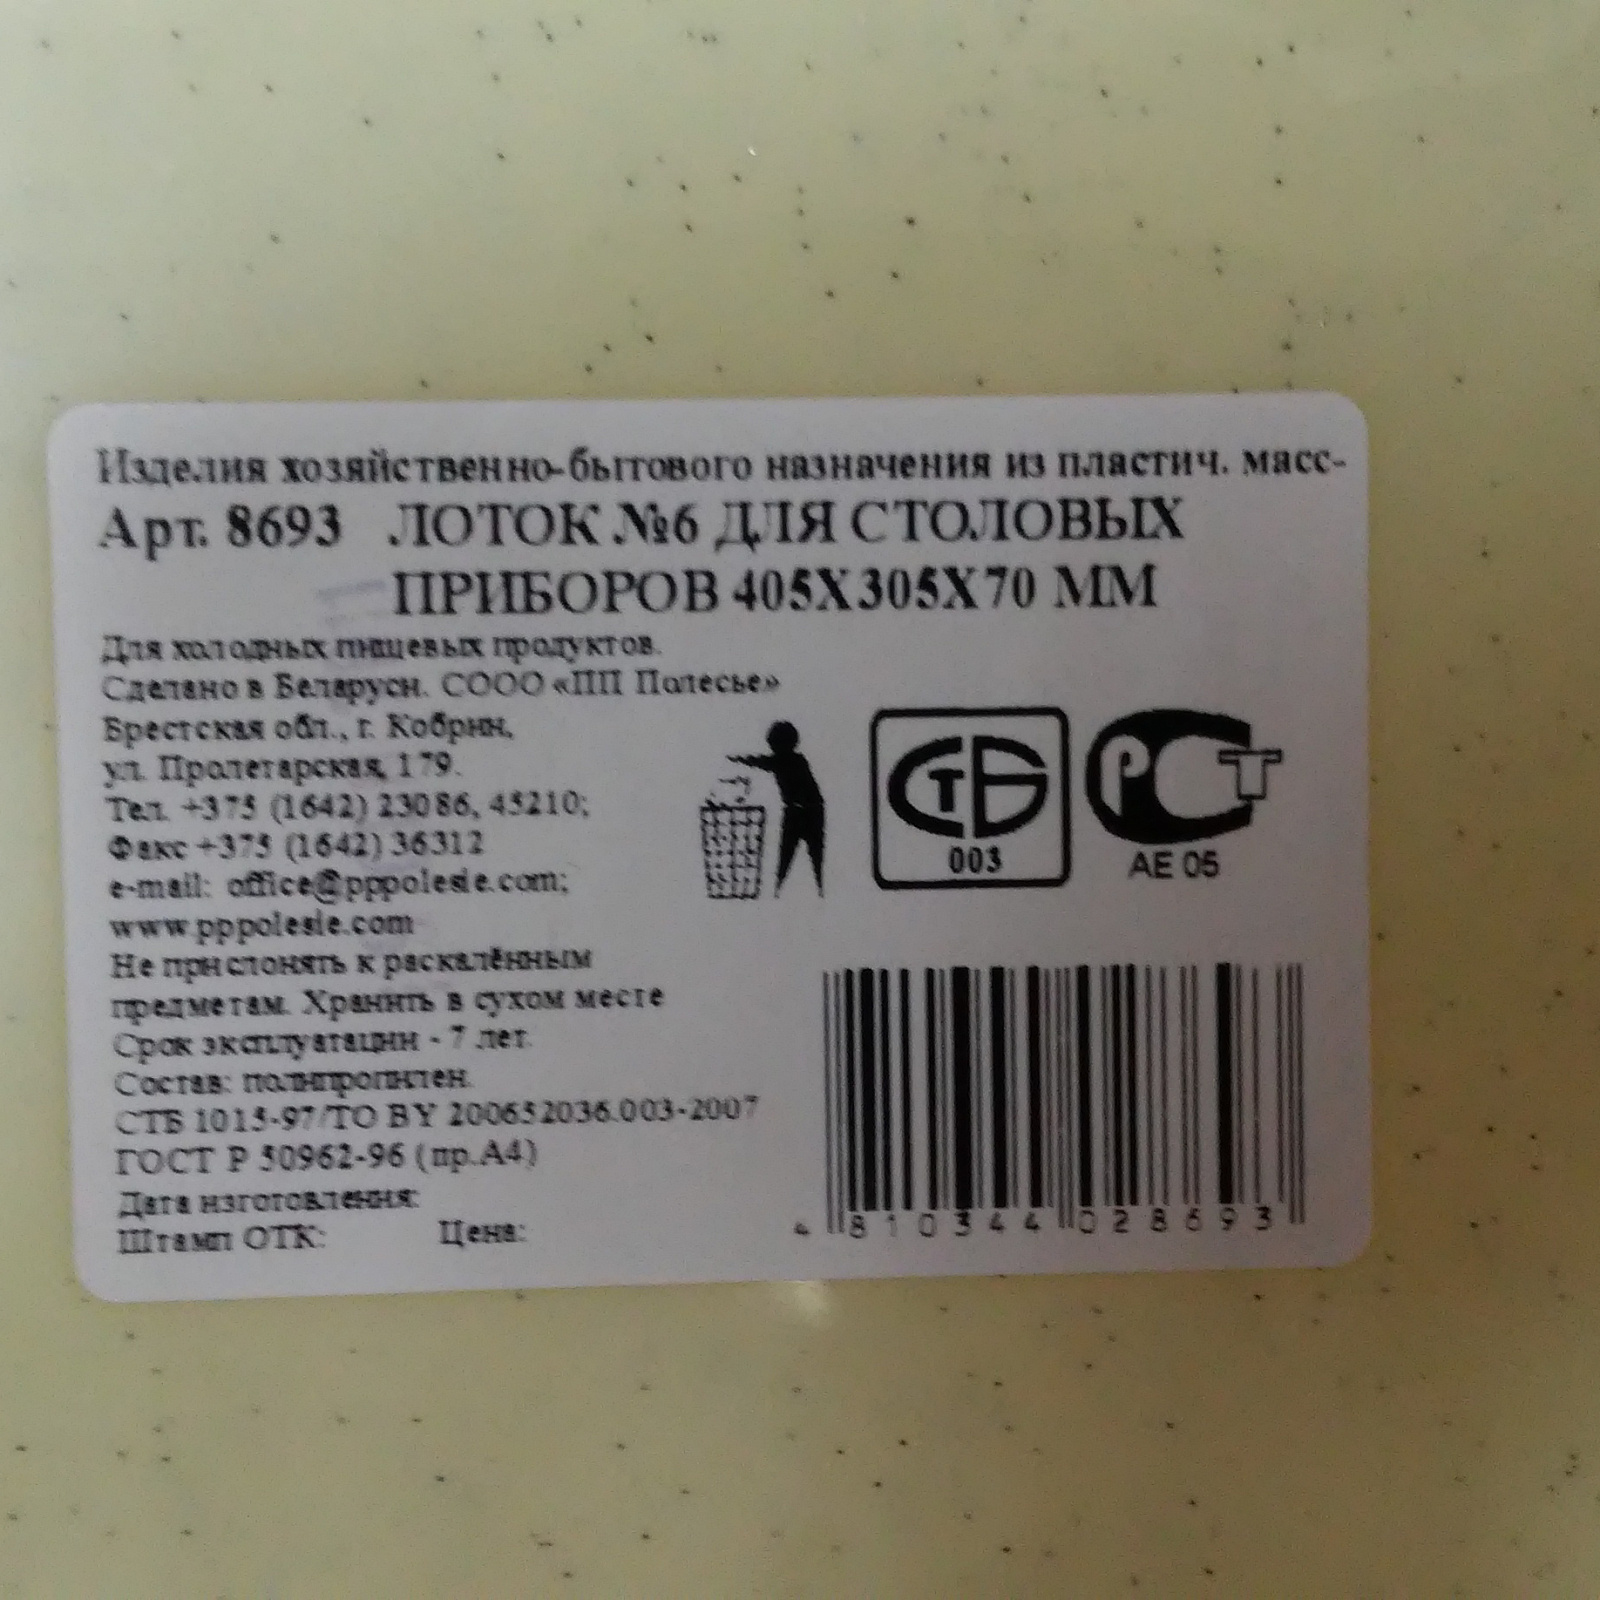 Изделия хозяйственно-бытового назначения из пластич. масс-
Арт. 8693 ЛОТОК №6 ДЛЯ СТОЛОВЫХ
ПРИБОРОВ 405Х305Х70 ММ
Для холодных пищевых продуктов.
Сделано в Беларуси. СООО «ПП Полесье»
Брестская обл., г. Кобрин,
ул. Пролетарская, 179.
Тел. +375 (1642) 23086, 45210;
Факс +375 (1642) 36312
e-mail: office@pppolesie.com;
www.pppolesie.com
Не прислонять к раскалённым
предметам. Хранить в сухом месте
Срок эксплуатации - 7 лет.
Состав: полипропилен.
СТБ 1015-97/ТО BY 200652036.003-2007
ГОСТ Р 50962-96 (пр.А4)
Дата изготовления:
Штамп ОТК: Цена:
СТБ
003
РСТ
АЕ 05
4 810344 028693